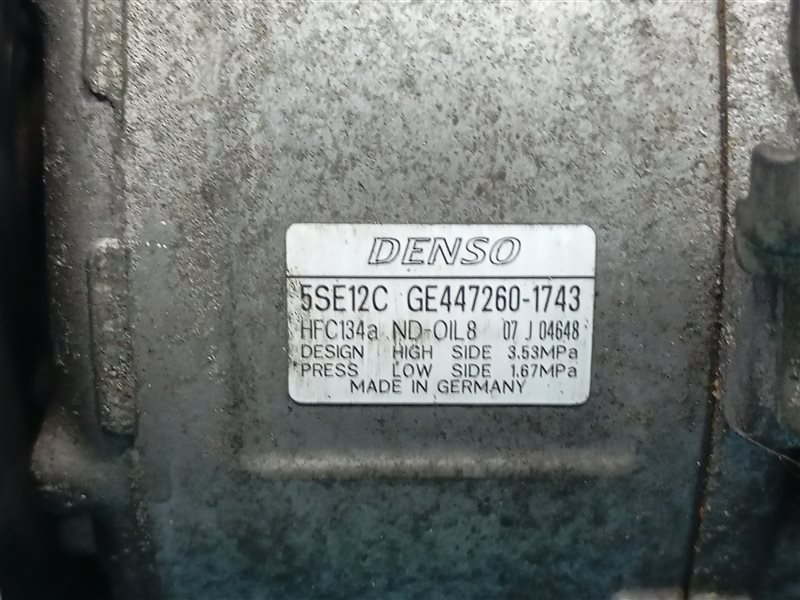 DENSO
5SE12C GE447260-1743
HFC134a ND-OIL8 07 J 04648
DESIGN HIGH SIDE 3.53MPa
PRESS LOW SIDE 1.67MPa
MADE IN GERMANY